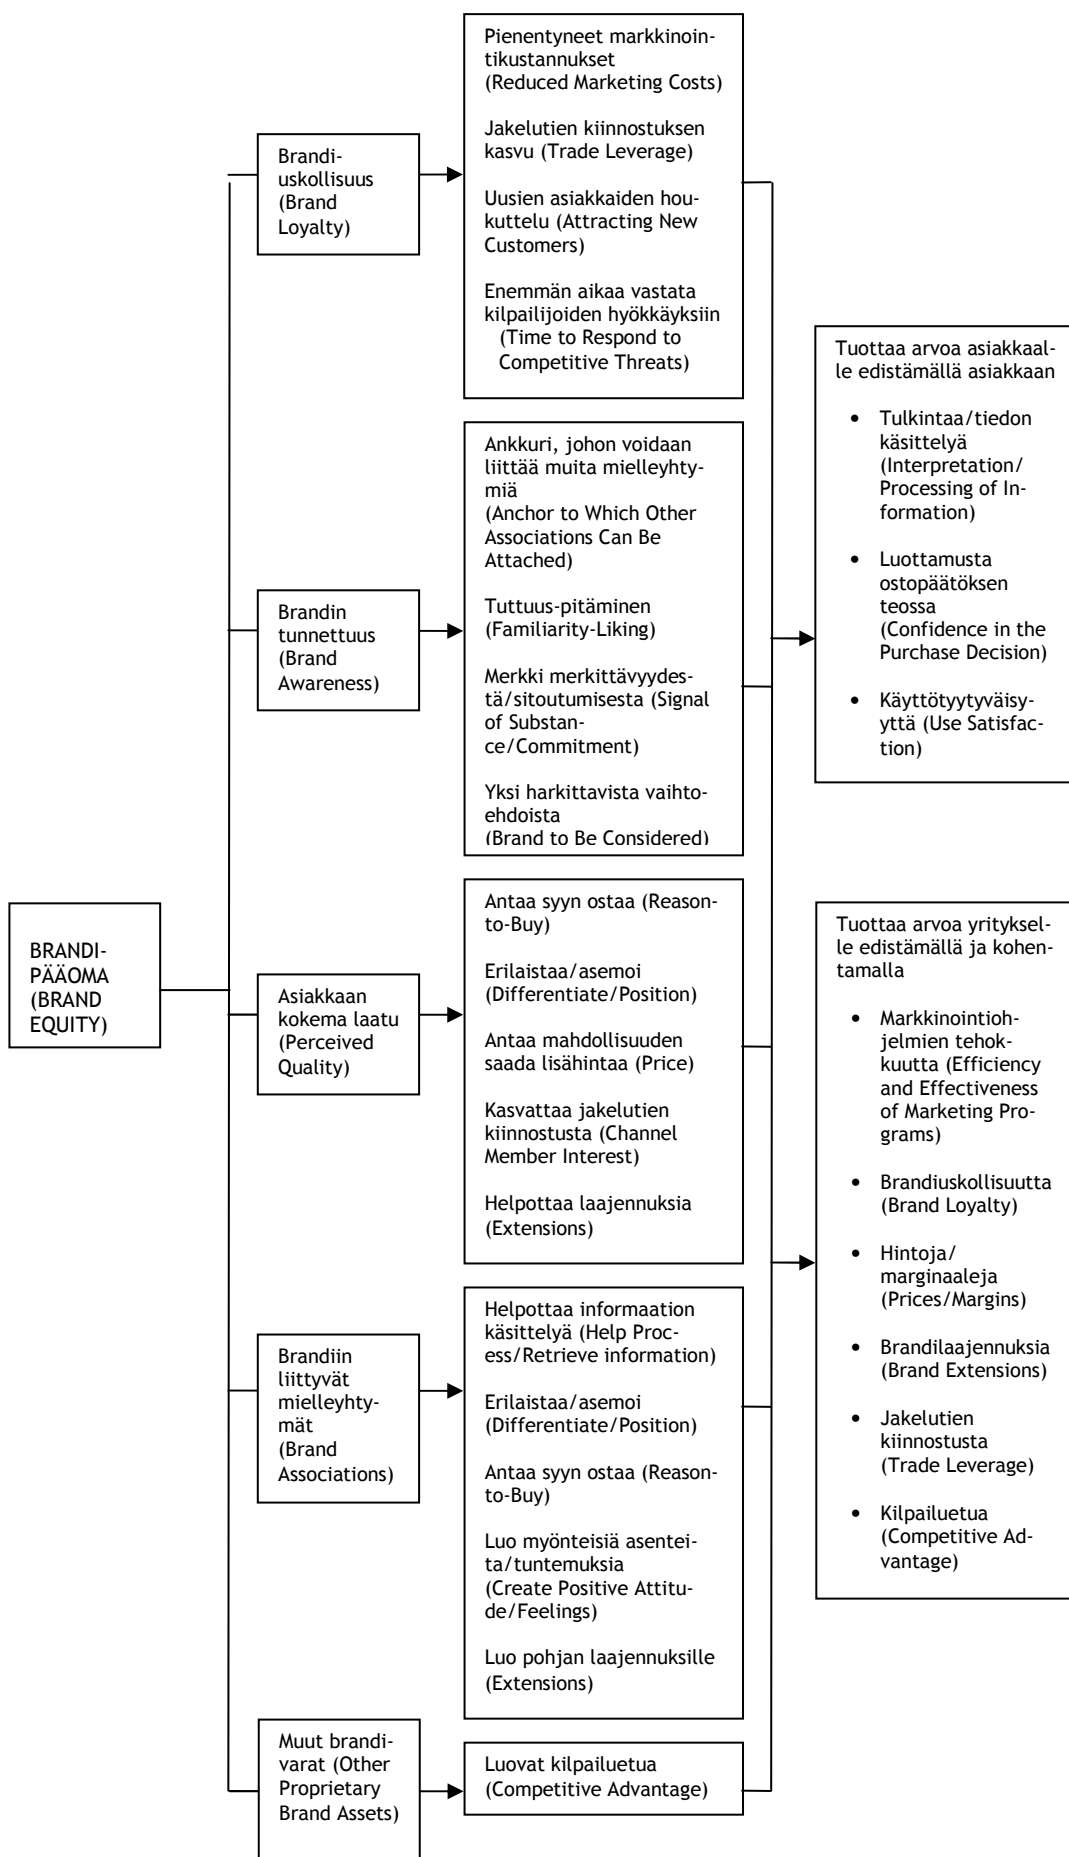 BRANDI-
PÄÄOMA
(BRAND
EQUITY)
Brandi-
uskollisuus
(Brand
Loyalty)
Pienentyneet markkinoin-
tikustannukset
(Reduced Marketing Costs)
Jakelutien kiinnostuksen
kasvu (Trade Leverage)
Uusien asiakkaiden hou-
kuttelu (Attracting New
Customers)
Enemmän aikaa vastata
kilpailijoiden hyökkäyksiin
(Time to Respond to
Competitive Threats)
Brandin
tunnettuus
(Brand
Awareness)
Ankkuri, johon voidaan
liittää muita mielleyhty-
miä
(Anchor to Which Other
Associations Can Be
Attached)
Tuttuus-pitäminen
(Familiarity-Liking)
Merkki merkittävyydes-
tä/sitoutumisesta (Signal
of Substan-
ce/Commitment)
Yksi harkittavista vaihto-
ehdoista
(Brand to Be Considered)
Asiakkaan
kokema laatu
(Perceived
Quality)
Antaa syyn ostaa (Reason-
to-Buy)
Erilaistaa/asemoi
(Differentiate/Position)
Antaa mahdollisuuden
saada lisähintaa (Price)
Kasvattaa jakelutien
kiinnostusta (Channel
Member Interest)
Helpottaa laajennuksia
(Extensions)
Brandiin
liittyvät
mielleyhty-
mät
(Brand
Associations)
Helpottaa informaation
käsittelyä (Help Proc-
ess/Retrieve information)
Erilaistaa/asemoi
(Differentiate/Position)
Antaa syyn ostaa (Reason-
to-Buy)
Luo myönteisiä asentei-
ta/tuntemuksia
(Create Positive Attitu-
de/Feelings)
Luo pohjan laajennuksille
(Extensions)
Muut brandi-
varat (Other
Proprietary
Brand Assets)
Luovat kilpailuetua
(Competitive Advantage)
Tuottaa arvoa asiakkaal-
le edistämällä asiakkaan
• Tulkintaa/tiedon
käsittelyä
(Interpretation/
Processing of In-
formation)
• Luottamusta
ostopäätöksen
teossa
(Confidence in the
Purchase Decision)
• Käyttötyytyväisy-
yttä (Use Satisfac-
tion)
Tuottaa arvoa yrityksel-
le edistämällä ja kohen-
tamalla
• Markkinointioh-
jelmien tehok-
kuutta (Efficiency
and Effectiveness
of Marketing Pro-
grams)
• Brandiuskollisuutta
(Brand Loyalty)
• Hintoja/
marginaaleja
(Prices/Margins)
• Brandilaajennuksia
(Brand Extensions)
• Jakelutien
kiinnostusta
(Trade Leverage)
• Kilpailuetua
(Competitive Ad-
vantage)